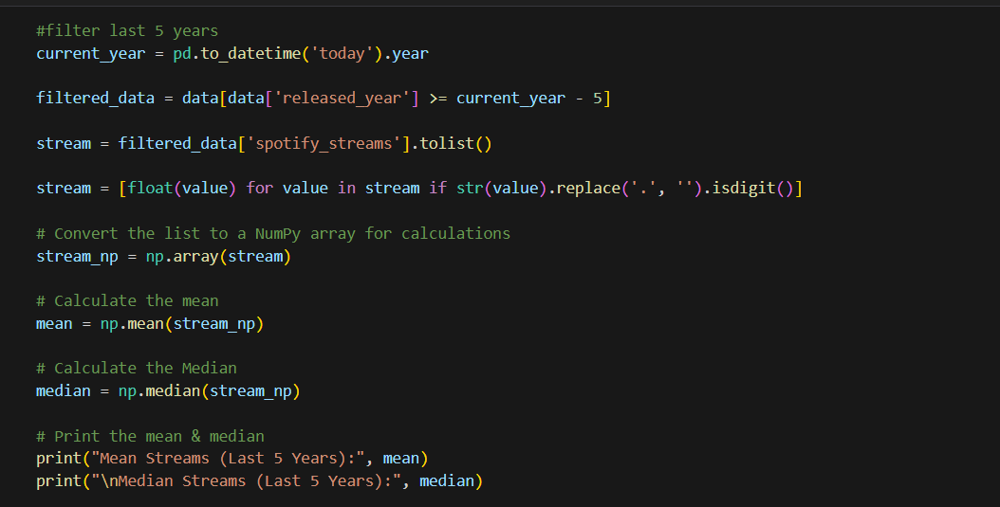 #filter last 5 years
current_year = pd.to_datetime('today').year
filtered_data = data[data['released_year'] >= current_year - 5]
stream = filtered_data['spotify_streams'].tolist()
stream = [float(value) for value in stream if str(value).replace('.', '').isdigit()]
# Convert the list to a NumPy array for calculations
stream_np = np.array(stream)
# Calculate the mean
mean = np.mean(stream_np)
# Calculate the Median
median = np.median(stream_np)
# Print the mean & median
print("Mean Streams (Last 5 Years):", mean)
print("\nMedian Streams (Last 5 Years):", median)